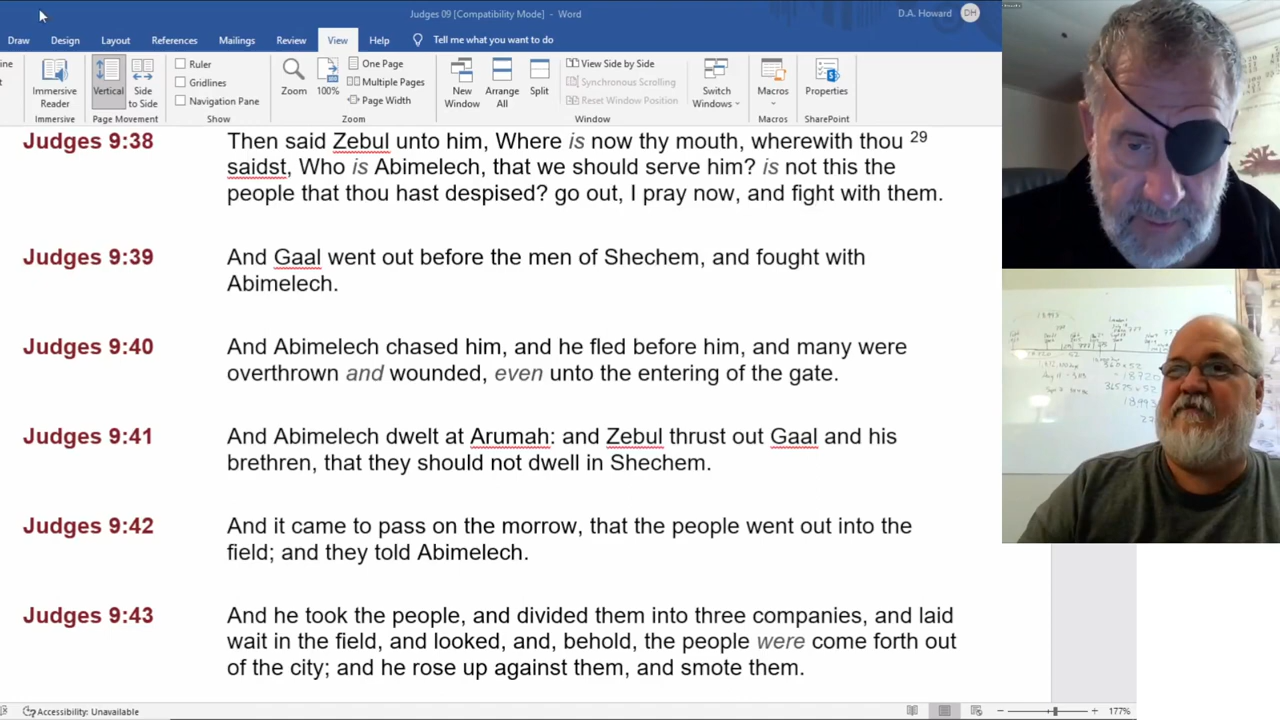 Judges 09 [Compatibility Mode] - Word
D.A. Howard
DH
Draw Design Layout References Mailings Review View Help Tell me what you want to do
Immersive Reader
Immersive
Vertical
Side to Side
Page Movement
Ruler
Gridlines
Navigation Pane
Show
Zoom
100%
One Page
Multiple Pages
Page Width
Zoom
New Window
Arrange All
Split
View Side by Side
Synchronous Scrolling
Reset Window Position
Window
Switch Windows
Macros
Macros
Properties
SharePoint
Judges 9:38 Then said Zebul unto him, Where is now thy mouth, wherewith thou 29
saidst, Who is Abimelech, that we should serve him? is not this the
people that thou hast despised? go out, I pray now, and fight with them.
Judges 9:39 And Gaal went out before the men of Shechem, and fought with
Abimelech.
Judges 9:40 And Abimelech chased him, and he fled before him, and many were
overthrown and wounded, even unto the entering of the gate.
Judges 9:41 And Abimelech dwelt at Arumah: and Zebul thrust out Gaal and his
brethren, that they should not dwell in Shechem.
Judges 9:42 And it came to pass on the morrow, that the people went out into the
field; and they told Abimelech.
Judges 9:43 And he took the people, and divided them into three companies, and laid
wait in the field, and looked, and, behold, the people were come forth out
of the city; and he rose up against them, and smote them.
Accessibility: Unavailable
177%